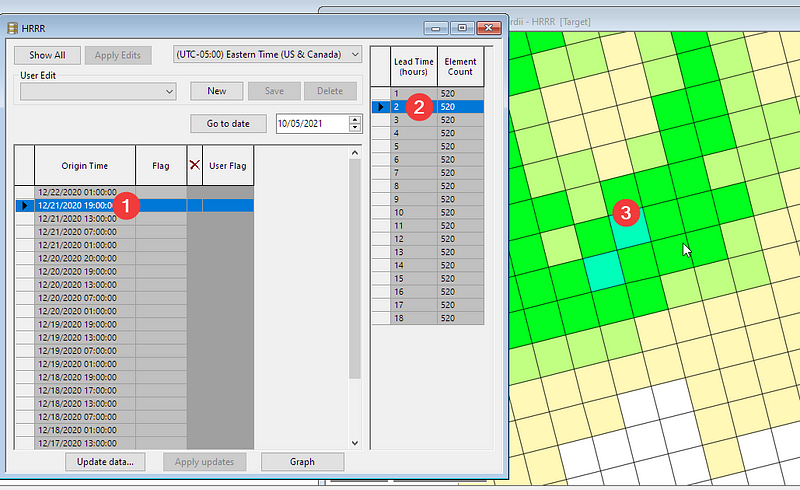 HRRR
rdii - HRRR [Target]
Show All
Apply Edits
(UTC-05:00) Eastern Time (US & Canada)
User Edit
New
Save
Delete
Go to date
10/05/2021
Origin Time
Flag
User Flag
12/22/2020 01:00:00
12/21/2020 19:00:00
1
12/21/2020 13:00:00
12/21/2020 07:00:00
12/21/2020 01:00:00
12/20/2020 20:00:00
12/20/2020 19:00:00
12/20/2020 13:00:00
12/20/2020 07:00:00
12/20/2020 01:00:00
12/19/2020 19:00:00
12/19/2020 13:00:00
12/19/2020 07:00:00
12/19/2020 01:00:00
12/18/2020 19:00:00
12/18/2020 17:00:00
12/18/2020 13:00:00
12/18/2020 07:00:00
12/18/2020 01:00:00
12/17/2020 13:00:00
Update data...
Apply updates
Graph
Lead Time
(hours)
Element
Count
1 520
2 520
2
3 520
4 520
5 520
6 520
7 520
8 520
9 520
10 520
11 520
12 520
13 520
14 520
15 520
16 520
17 520
18 520
3